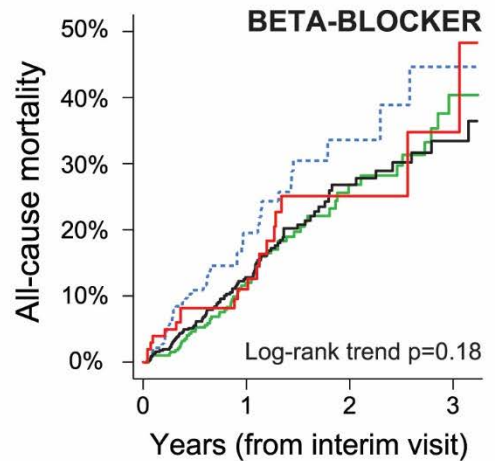 BETA-BLOCKER
All-cause mortality
50%
40%
30%
20%
10%
0%
Log-rank trend p=0.18
0 1 2 3
Years (from interim visit)